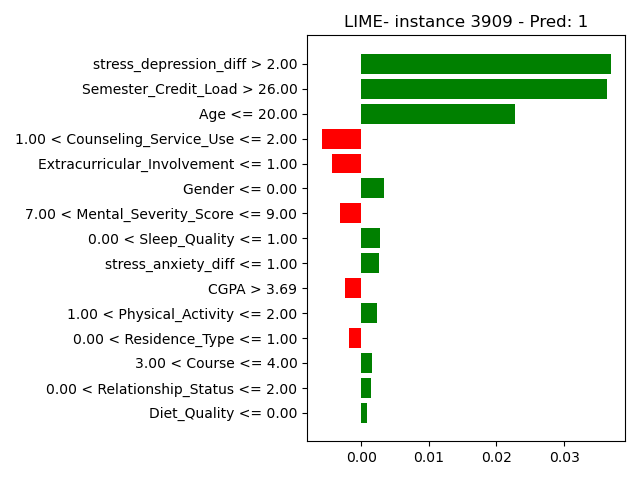 LIME- instance 3909 - Pred: 1
stress_depression_diff > 2.00
Semester_Credit_Load > 26.00
Age <= 20.00
1.00 < Counseling_Service_Use <= 2.00
Extracurricular_Involvement <= 1.00
Gender <= 0.00
7.00 < Mental_Severity_Score <= 9.00
0.00 < Sleep_Quality <= 1.00
stress_anxiety_diff <= 1.00
CGPA > 3.69
1.00 < Physical_Activity <= 2.00
0.00 < Residence_Type <= 1.00
3.00 < Course <= 4.00
0.00 < Relationship_Status <= 2.00
Diet_Quality <= 0.00
0.00 0.01 0.02 0.03